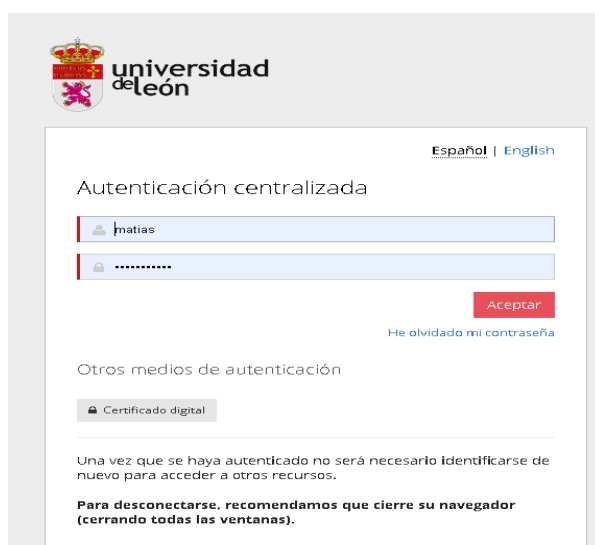 universidad
de león
Español | English
Autenticación centralizada
matias
•••••••••••
Aceptar
He olvidado mi contraseña
Otros medios de autenticación
Certificado digital
Una vez que se haya autenticado no será necesario identificarse de
nuevo para acceder a otros recursos.
Para desconectarse, recomendamos que cierre su navegador
(cerrando todas las ventanas).